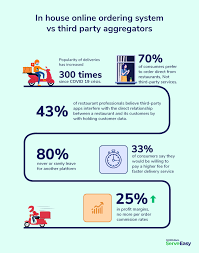 In house online ordering system
vs third party aggregators
Popularity of deliveries
has increased
300 times
since COVID 19 crisis
70%
of consumers prefer
to order direct from
restaurants. Not
third-party services.
43%
of restaurant professionals believe third-party
apps interfere with the direct relationship
between a restaurant and its customers by
with holding customer data.
80%
never or rarely leave
for another platform
33%
of consumers say they
would be willing to
pay a higher fee for
faster delivery service
25%
in profit margins,
no more per order
conversion rates
ServeEasy